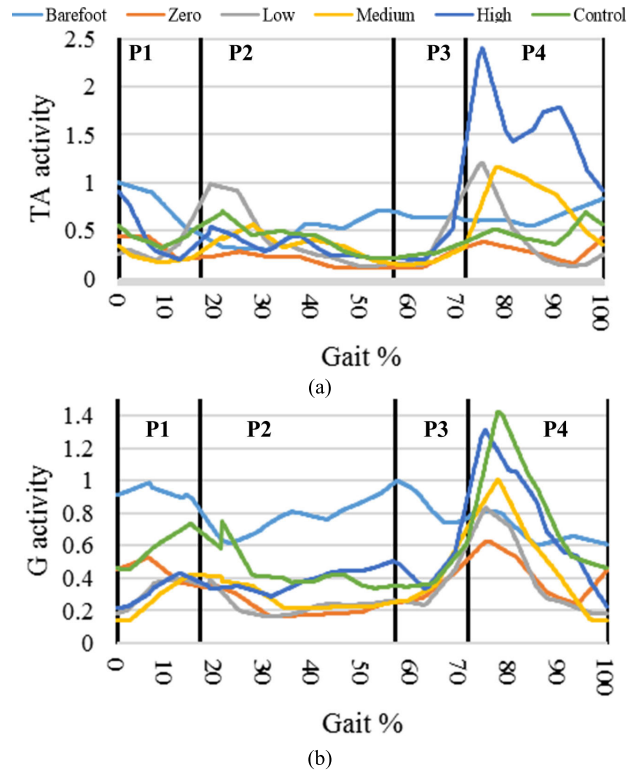 Barefoot Zero Low Medium High Control
2.5
P1 P2 P3 P4
2
1.5
1
0.5
0
TA activity
0 10 20 30 40 50 60 70 80 90 100
Gait %
(a)
1.4
P1 P2 P3 P4
1.2
1
0.8
0.6
0.4
0.2
0
G activity
0 10 20 30 40 50 60 70 80 90 100
Gait %
(b)